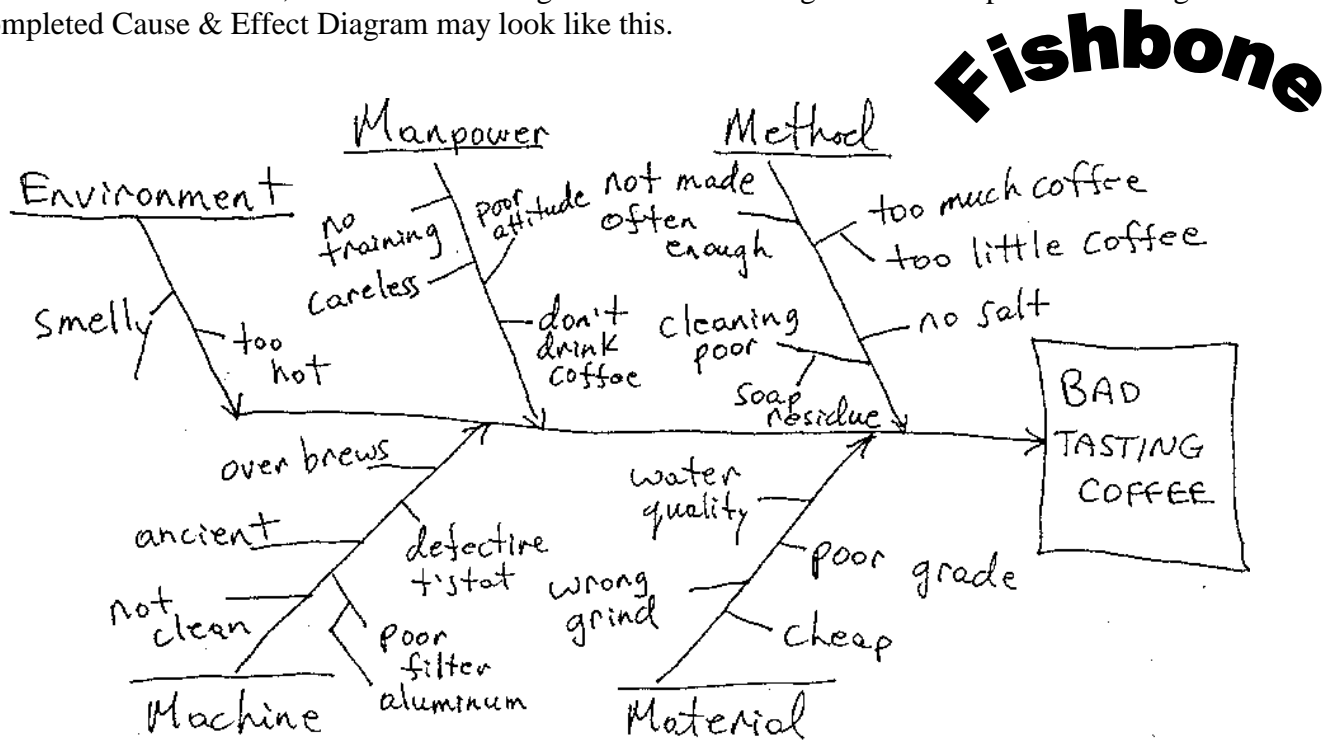 ompleted Cause & Effect Diagram may look like this.
Fishbone
Manpower
Method
Environment
no
training
careless
poor
attitude
don't
drink
coffee
not made
often
enough
too much coffee
too little coffee
no salt
cleaning
poor
soap
residue
smelly
too
hot
BAD
TASTING
COFFEE
over brews
ancient
not
clean
defective
t'stat
poor
filter
aluminum
water
quality
wrong
grind
poor grade
cheap
Machine
Material